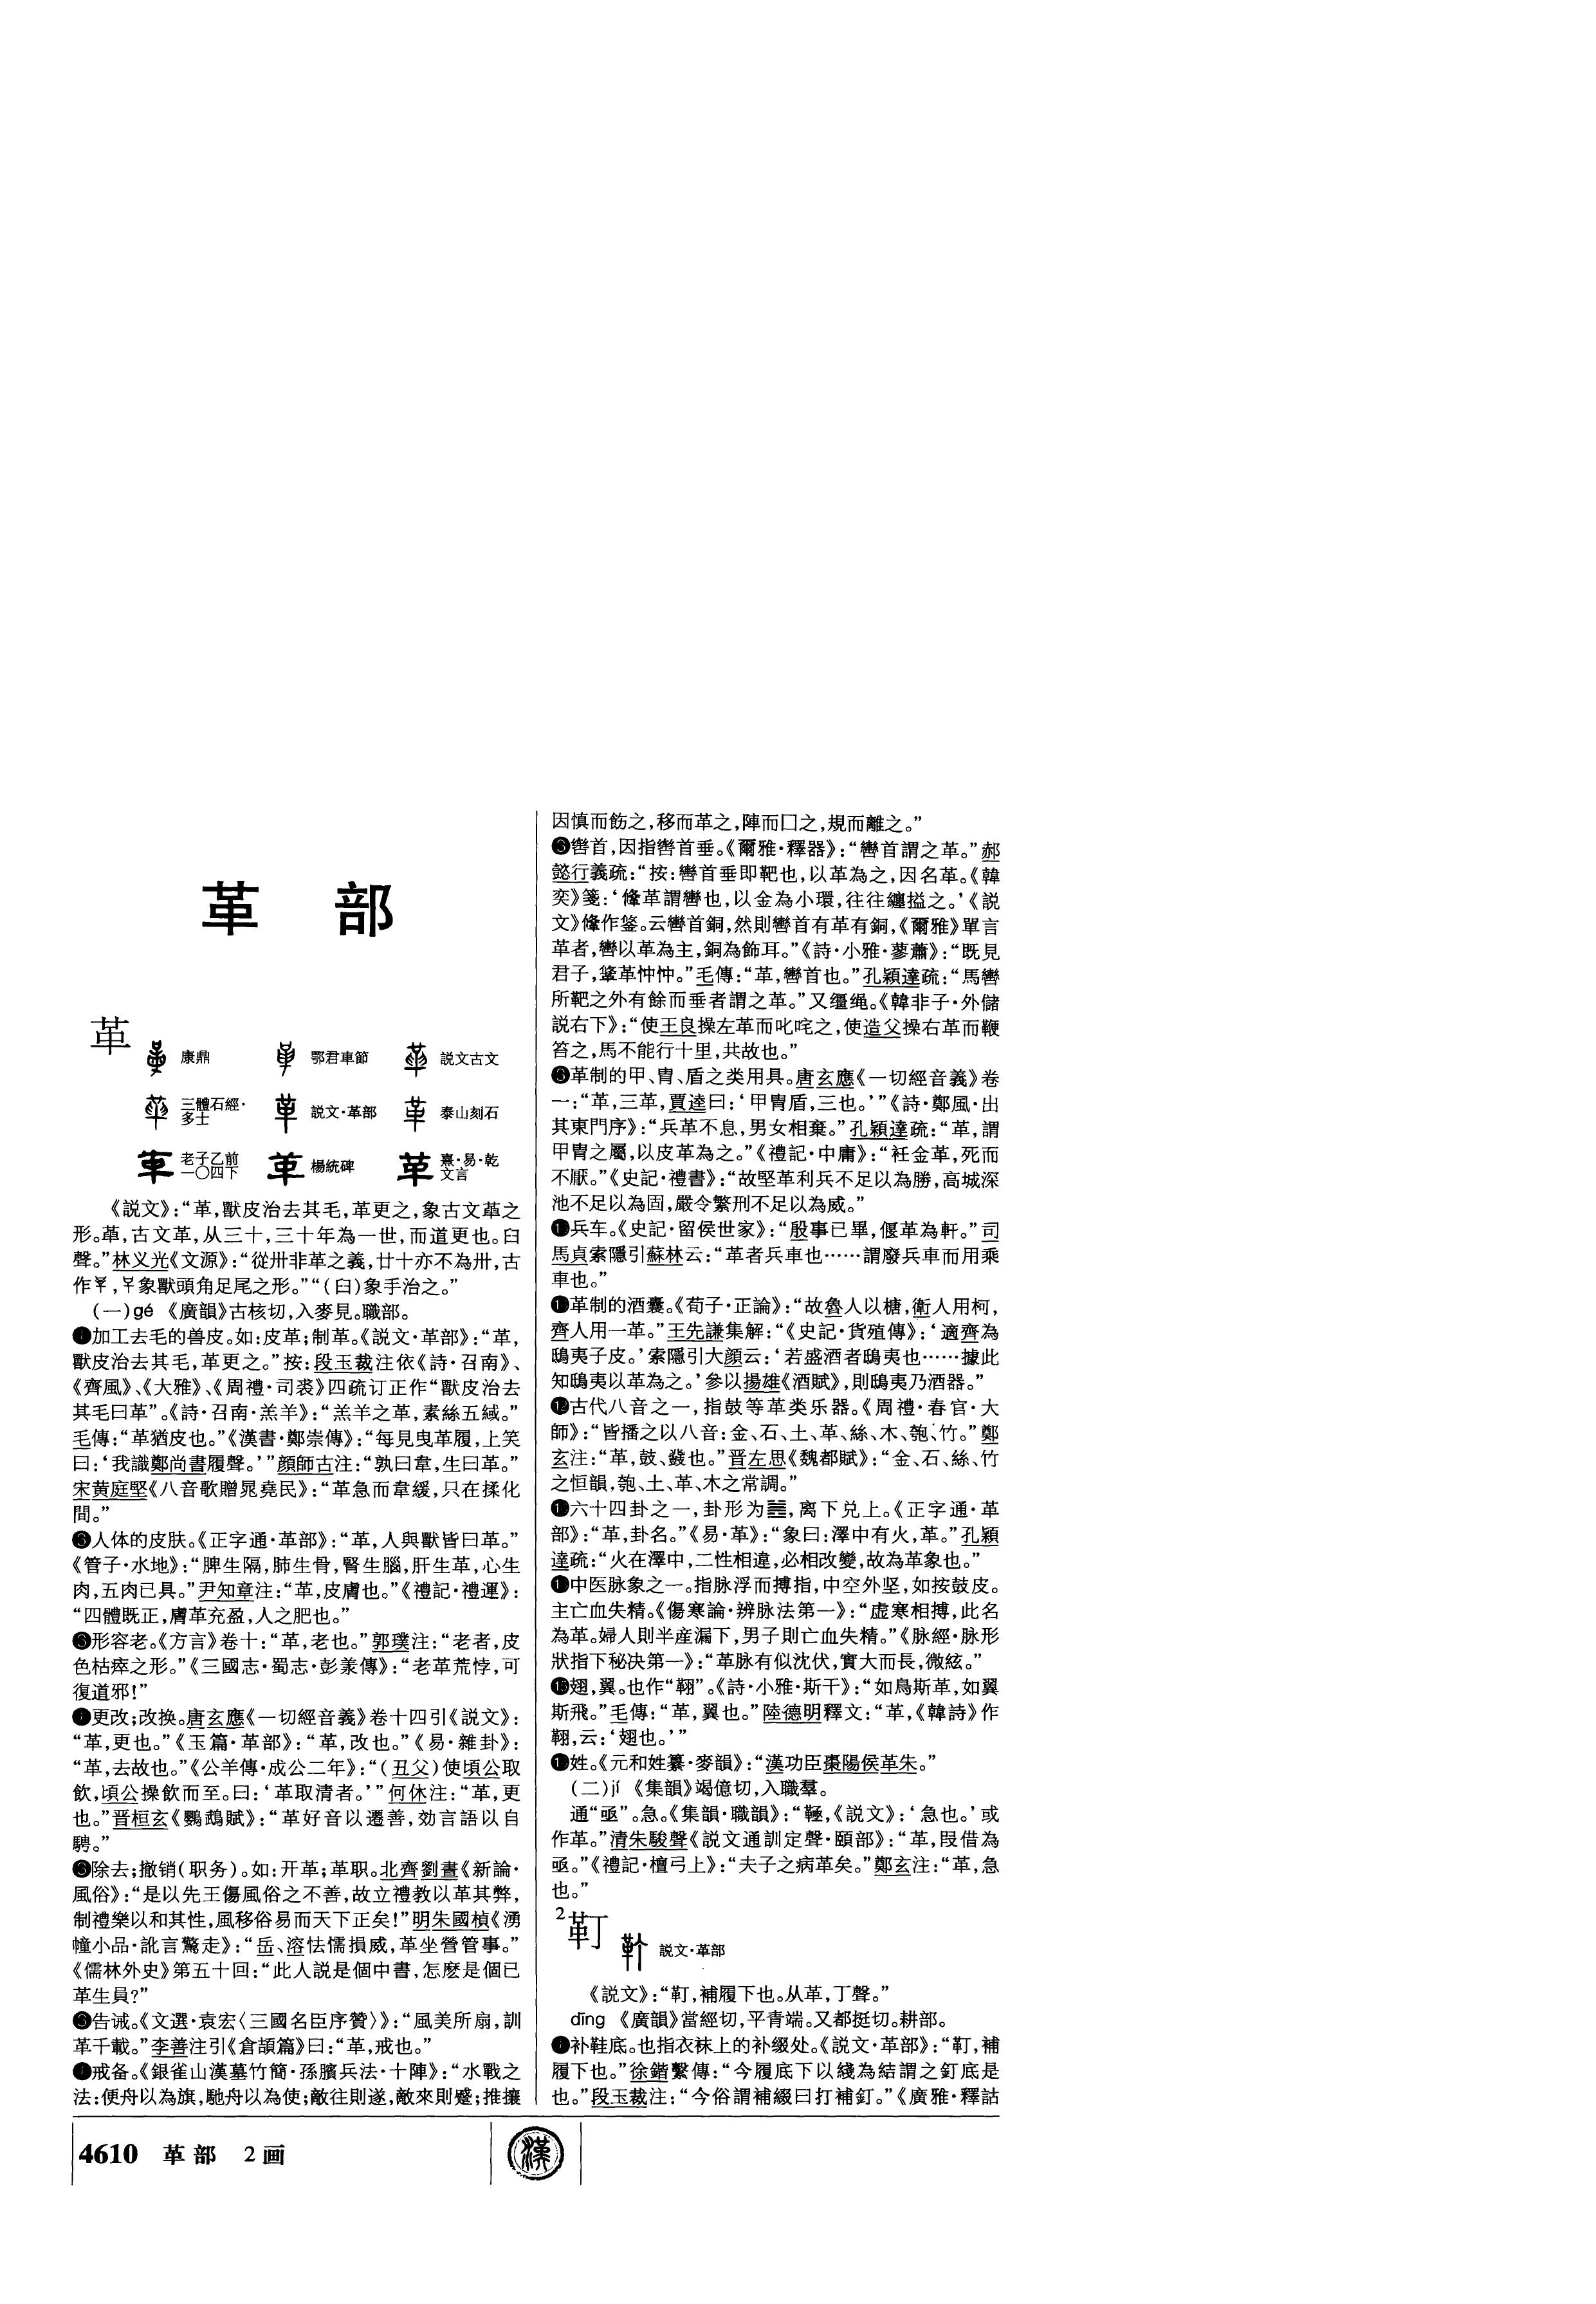 革　部
革
康鼎　鄂君車節　説文古文
三體石經·多士　説文·革部　泰山刻石
老子乙前一〇四下　楊統碑　熹·易·乾文言
《説文》：“革，獸皮治去其毛，革更之，象古文革之
形。𠦶，古文革，从三十，三十年為一世，而道更也。𦥑
聲。”林义光《文源》：“從卅非革之義，廿十亦不為卅，古
作，象獸頭角足尾之形。”“（𦥑）象手治之。”
（一）gé　《廣韻》古核切，入麥見。職部。
❶加工去毛的兽皮。如：皮革；制革。《説文·革部》：“革，
獸皮治去其毛，革更之。”按：段玉裁注依《詩·召南》、
《齊風》、《大雅》、《周禮·司裘》四疏订正作“獸皮治去
其毛曰革”。《詩·召南·羔羊》：“羔羊之革，素絲五緎。”
毛傳：“革猶皮也。”《漢書·鄭崇傳》：“每見曳革履，上笑
曰：‘我識鄭尚書履聲。’”顔師古注：“孰曰韋，生曰革。”
宋黄庭堅《八音歌贈晁堯民》：“革急而韋緩，只在揉化
間。”
人体的皮肤。《正字通·革部》：“革，人與獸皆曰革。”
《管子·水地》：“脾生隔，肺生骨，腎生腦，肝生革，心生
肉，五肉已具。”尹知章注：“革，皮膚也。”《禮記·禮運》：
“四體既正，膚革充盈，人之肥也。”
❸形容老。《方言》卷十：“革，老也。”郭璞注：“老者，皮
色枯瘁之形。”《三國志·蜀志·彭羕傳》：“老革荒悖，可
復道邪！”
更改；改换。唐玄應《一切經音義》卷十四引《説文》：
“革，更也。”《玉篇·革部》：“革，改也。”《易·雜卦》：
“革，去故也。”《公羊傳·成公二年》：“（丑父）使頃公取
飲，頃公操飲而至。曰：‘革取清者。’”何休注：“革，更
也。”晋桓玄《鸚鵡賦》：“革好音以遷善，効言語以自
騁。”
除去；撤销（职务）。如：开革；革职。北齊劉晝《新論·
風俗》：“是以先王傷風俗之不善，故立禮教以革其弊，
制禮樂以和其性，風移俗易而天下正矣！”明朱國楨《湧
幢小品·訛言驚走》：“岳、溶怯懦損威，革坐營管事。”
《儒林外史》第五十回：“此人説是個中書，怎麽是個已
革生員？”
告诫。《文選·袁宏〈三國名臣序贊〉》：“風美所扇，訓
革千載。”李善注引《倉頡篇》曰：“革，戒也。”
戒备。《銀雀山漢墓竹簡·孫臏兵法·十陣》：“水戰之
法：便舟以為旗，馳舟以為使；敵往則遂，敵來則蹙；推攘
因慎而飭之，移而革之，陣而囗之，規而離之。”
轡首，因指轡首垂。《爾雅·釋器》：“轡首謂之革。”郝
懿行義疏：“按：轡首垂即靶也，以革為之，因名革。《韓
奕》箋：‘鞗革謂轡也，以金為小環，往往纏搤之。’《説
文》鞗作鋚。云轡首銅，然則轡首有革有銅，《爾雅》單言
革者，轡以革為主，銅為飾耳。”《詩·小雅·蓼蕭》：“既見
君子，鞗革忡忡。”毛傳：“革，轡首也。”孔穎達疏：“馬轡
所靶之外有餘而垂者謂之革。”又缰绳。《韓非子·外儲
説右下》：“使王良操左革而叱咤之，使造父操右革而鞭
笞之，馬不能行十里，共故也。”
革制的甲、胄、盾之类用具。唐玄應《一切經音義》卷
一：“革，三革，賈逵曰：‘甲胄盾，三也。’”《詩·鄭風·出
其東門序》：“兵革不息，男女相棄。”孔穎達疏：“革，謂
甲胄之屬，以皮革為之。”《禮記·中庸》：“衽金革，死而
不厭。”《史記·禮書》：“故堅革利兵不足以為勝，高城深
池不足以為固，嚴令繁刑不足以為威。”
兵车。《史記·留侯世家》：“殷事已畢，偃革為軒。”司
馬貞索隱引蘇林云：“革者兵車也……謂廢兵車而用乘
車也。”
革制的酒囊。《荀子·正論》：“故魯人以榶，衛人用柯，
齊人用一革。”王先謙集解：“《史記·貨殖傳》：‘適齊為
鴟夷子皮。’索隱引大顔云：‘若盛酒者鴟夷也……據此
知鴟夷以革為之。’參以揚雄《酒賦》，則鴟夷乃酒器。”
古代八音之一，指鼓等革类乐器。《周禮·春官·大
師》：“皆播之以八音：金、石、土、革、絲、木、匏、竹。”鄭
玄注：“革，鼓、鼗也。”晋左思《魏都賦》：“金、石、絲、竹
之恒韻，匏、土、革、木之常調。”
六十四卦之一，卦形为䷰，离下兑上。《正字通·革
部》：“革，卦名。”《易·革》：“象曰：澤中有火，革。”孔穎
達疏：“火在澤中，二性相違，必相改變，故為革象也。”
中医脉象之一。指脉浮而搏指，中空外坚，如按鼓皮。
主亡血失精。《傷寒論·辨脉法第一》：“虚寒相搏，此名
為革。婦人則半産漏下，男子則亡血失精。”《脉經·脉形
狀指下秘决第一》：“革脉有似沈伏，實大而長，微絃。”
翅，翼。也作“䩻”。《詩·小雅·斯干》：“如鳥斯革，如翼
斯飛。”毛傳：“革，翼也。”陸德明釋文：“革，《韓詩》作
䩻，云：‘翅也。’”
姓。《元和姓纂·麥韻》：“漢功臣棗陽侯革朱。”
（二）jí　《集韻》竭億切，入職羣。
通“亟”。急。《集韻·職韻》：“㥛，《説文》：‘急也。’或
作革。”清朱駿聲《説文通訓定聲·頤部》：“革，叚借為
亟。”《禮記·檀弓上》：“夫子之病革矣。”鄭玄注：“革，急
也。”
2 靪　説文·革部
《説文》：“靪，補履下也。从革，丁聲。”
dīng　《廣韻》當經切，平青端。又都挺切。耕部。
❶补鞋底。也指衣袜上的补缀处。《説文·革部》：“靪，補
履下也。”徐鍇繫傳：“今履底下以綫為結謂之釘底是
也。”段玉裁注：“今俗謂補綴曰打補釘。”《廣雅·釋詁
4610　革部　2画
漢